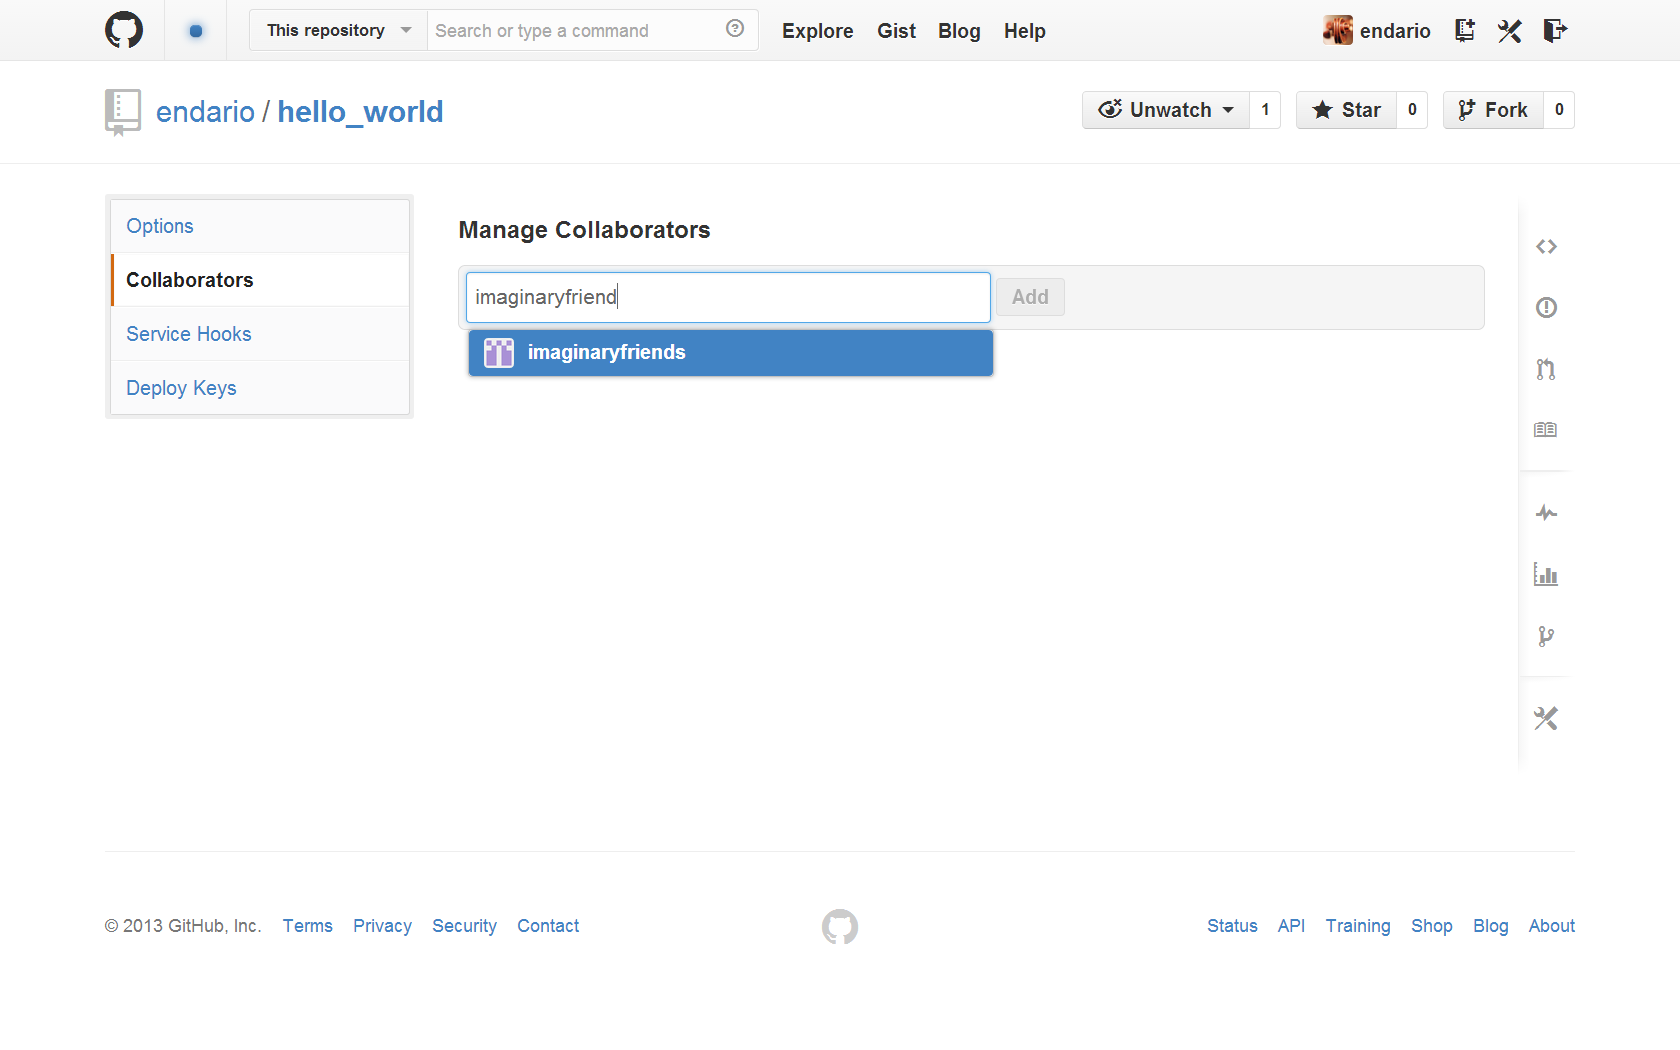 This repository
Search or type a command
Explore
Gist
Blog
Help
endario
endario / hello_world
Unwatch
1
Star
0
Fork
0
Options
Collaborators
Service Hooks
Deploy Keys
Manage Collaborators
imaginaryfriend
Add
imaginaryfriends
© 2013 GitHub, Inc.
Terms
Privacy
Security
Contact
Status
API
Training
Shop
Blog
About